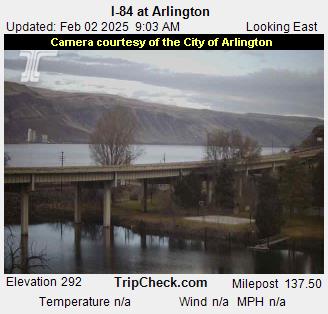 I-84 at Arlington
Updated: Feb 02 2025 9:03 AM Looking East
Camera courtesy of the City of Arlington
Elevation 292 TripCheck.com Milepost 137.50
Temperature n/a Wind n/a MPH n/a